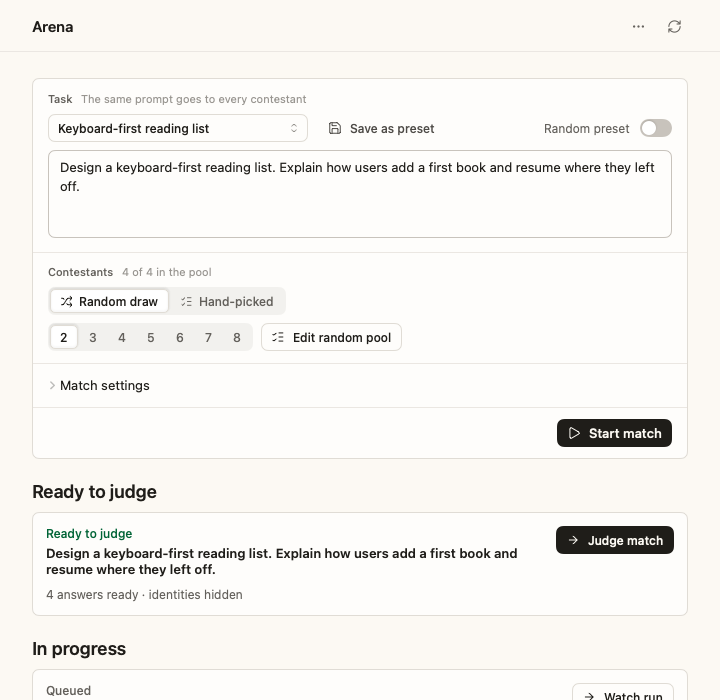 Arena
Task The same prompt goes to every contestant
Keyboard-first reading list Save as preset Random preset
Design a keyboard-first reading list. Explain how users add a first book and resume where they left
off.
Contestants 4 of 4 in the pool
Random draw Hand-picked
2 3 4 5 6 7 8 Edit random pool
Match settings
Start match
Ready to judge
Ready to judge
Design a keyboard-first reading list. Explain how users add a first book and
resume where they left off.
Judge match
4 answers ready · identities hidden
In progress
Queued
Watch run